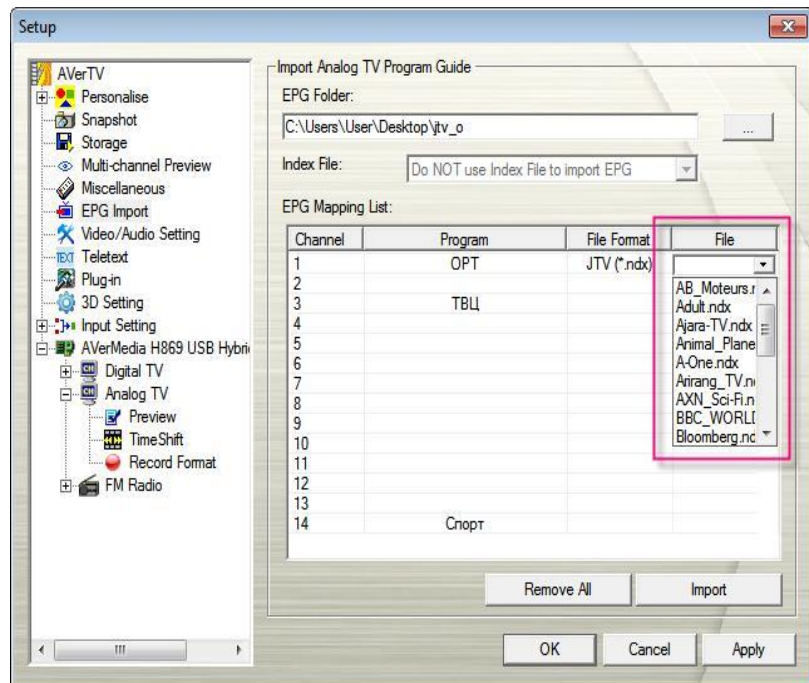 Setup
AVerTV
Personalise
Snapshot
Storage
Multi-channel Preview
Miscellaneous
EPG Import
Video/Audio Setting
TEXT Teletext
Plug-in
3D Setting
Input Setting
AVerMedia H869 USB Hybri
CH Digital TV
CH Analog TV
Preview
TimeShift
Record Format
FM Radio
Import Analog TV Program Guide
EPG Folder:
C:\Users\User\Desktop\jtv_o
...
Index File:
Do NOT use Index File to import EPG
EPG Mapping List:
Channel Program File Format File
1 ОРТ JTV (*.ndx)
2
3 ТВЦ
4
5
6
7
8
9
10
11
12
13
14 Спорт
AB_Moteurs.r
Adult.ndx
Ajara-TV.ndx
Animal_Plane
A-One.ndx
Arirang_TV.n
AXN_Sci-Fi.n
BBC_WORL
Bloomberg.nd
Remove All Import
OK Cancel Apply